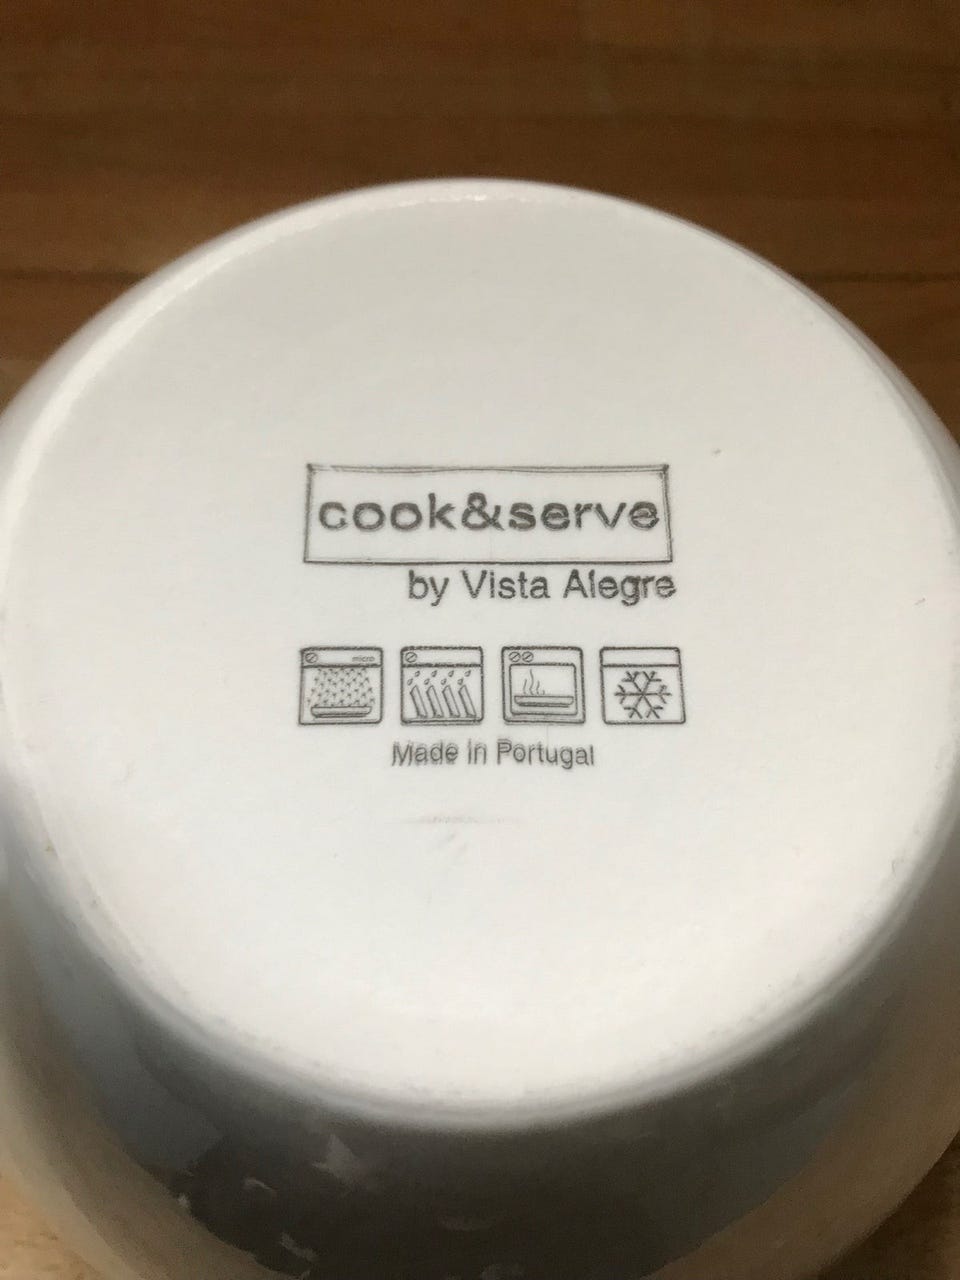 cook&serve
by Vista Alegre
micro
Made in Portugal